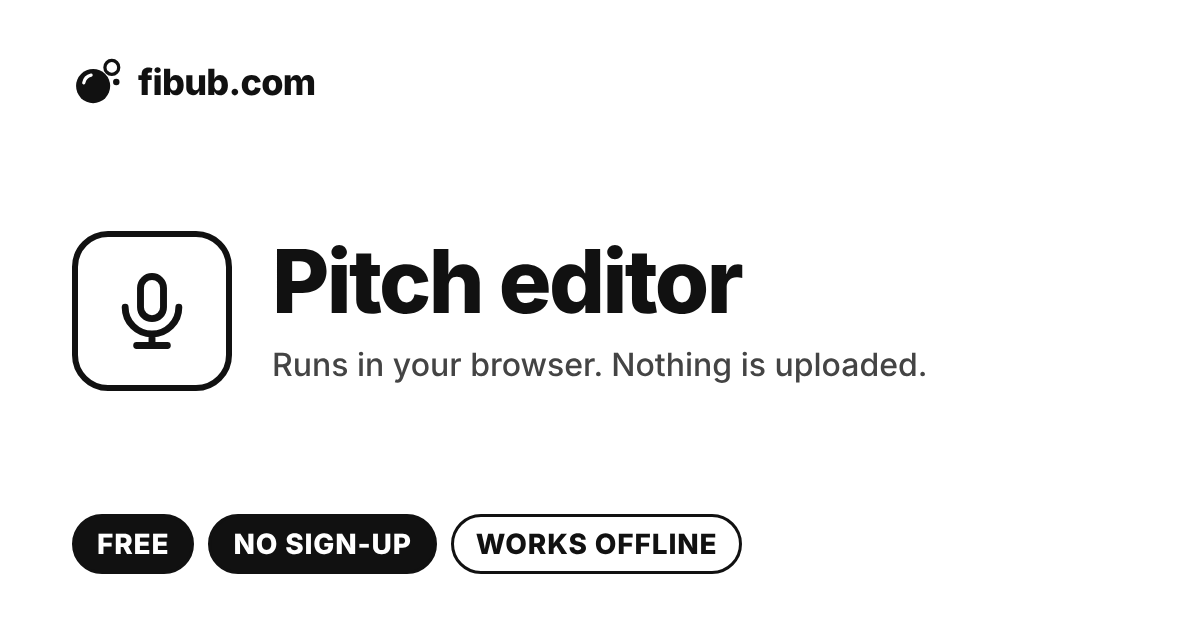 fibub.com
Pitch editor
Runs in your browser. Nothing is uploaded.
FREE
NO SIGN-UP
WORKS OFFLINE